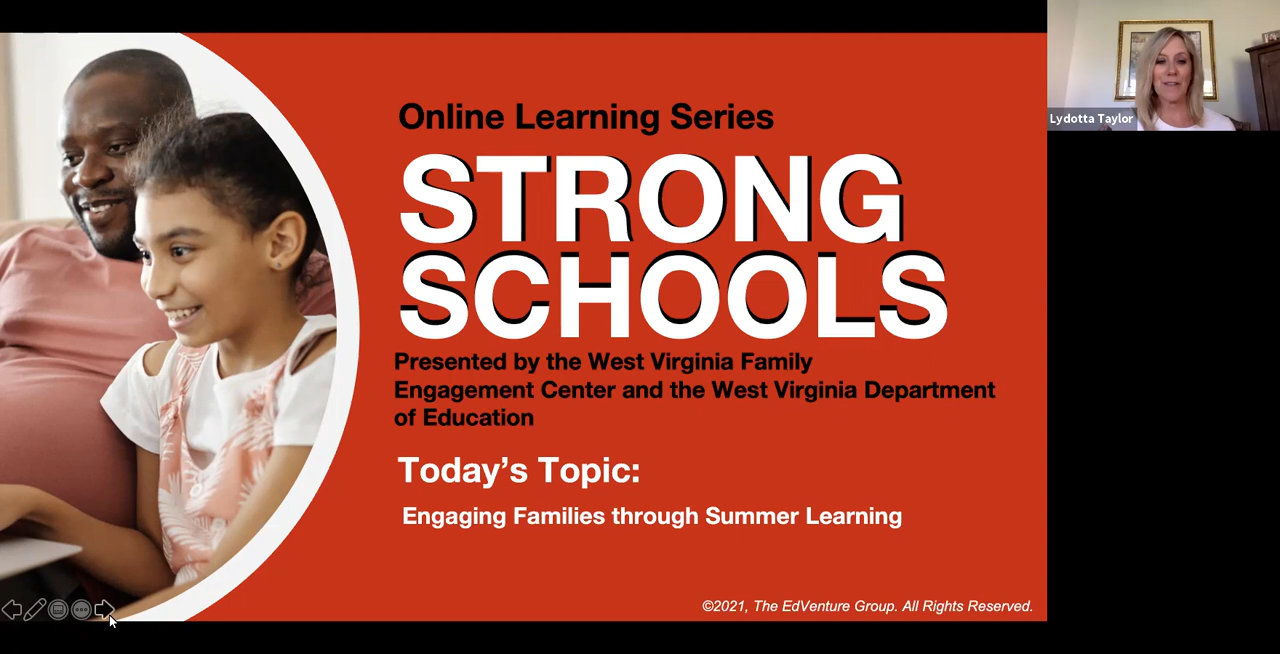 Online Learning Series
STRONG
SCHOOLS
Presented by the West Virginia Family
Engagement Center and the West Virginia Department
of Education
Today's Topic:
Engaging Families through Summer Learning
©2021, The EdVenture Group. All Rights Reserved.
Lydotta Taylor